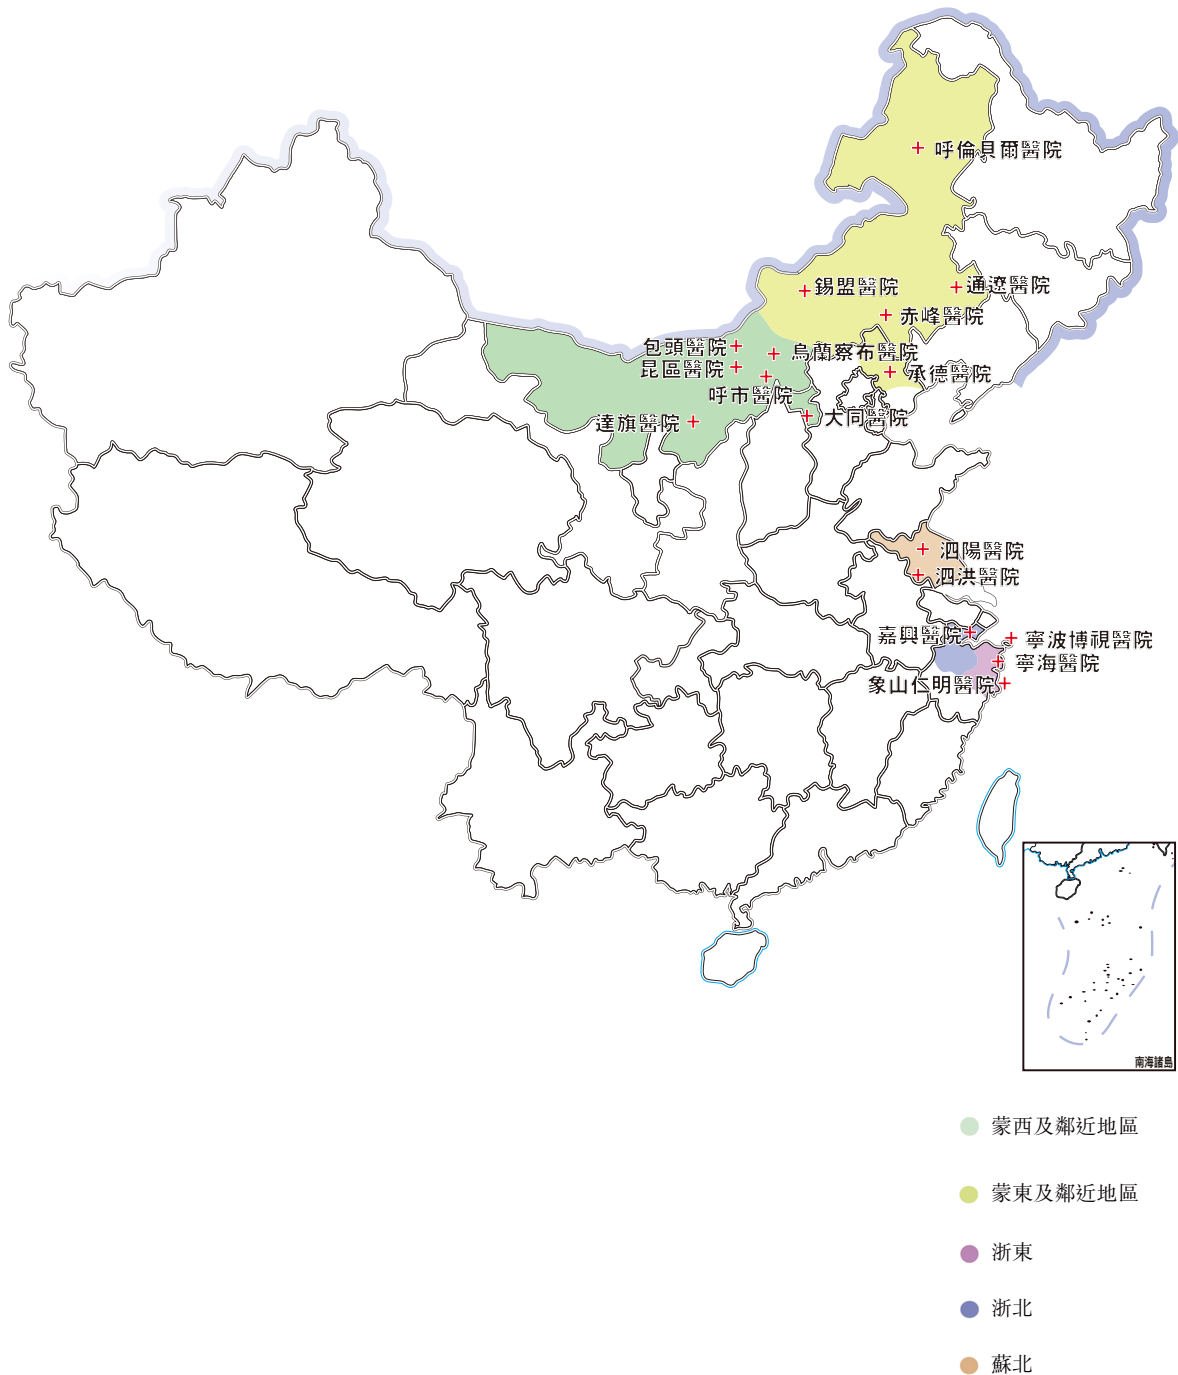 呼倫貝爾醫院
通遼醫院
錫盟醫院
赤峰醫院
包頭醫院
烏蘭察布醫院
昆區醫院
承德醫院
呼市醫院
大同醫院
達旗醫院
泗陽醫院
泗洪醫院
嘉興醫院
寧波博視醫院
寧海醫院
象山仁明醫院
南海諸島
蒙西及鄰近地區
蒙東及鄰近地區
浙東
浙北
蘇北